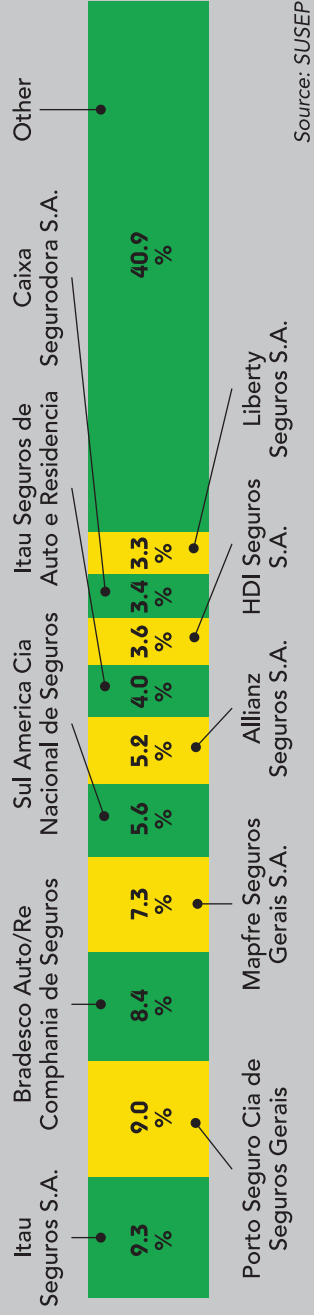 Itau
Seguros S.A.
Bradesco Auto/Re
Comphania de Seguros
Sul America Cia
Nacional de Seguros
Itau Seguros de
Auto e Residencia
Caixa
Segurodora S.A.
Other
9.3
%
9.0
%
8.4
%
7.3
%
5.6
%
5.2
%
4.0
%
3.6
%
3.4
%
3.3
%
40.9
%
Porto Seguro Cia de
Seguros Gerais
Mapfre Seguros
Gerais S.A.
Allianz
Seguros S.A.
HDI Seguros
S.A.
Liberty
Seguros S.A.
Source: SUSEP